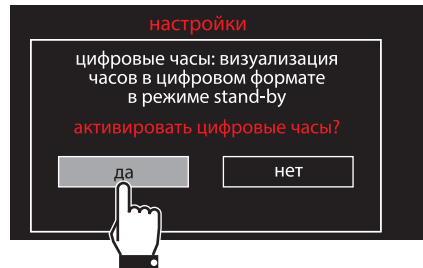 настройки
цифровые часы: визуализация
часов в цифровом формате
в режиме stand-by
активировать цифровые часы?
да
нет